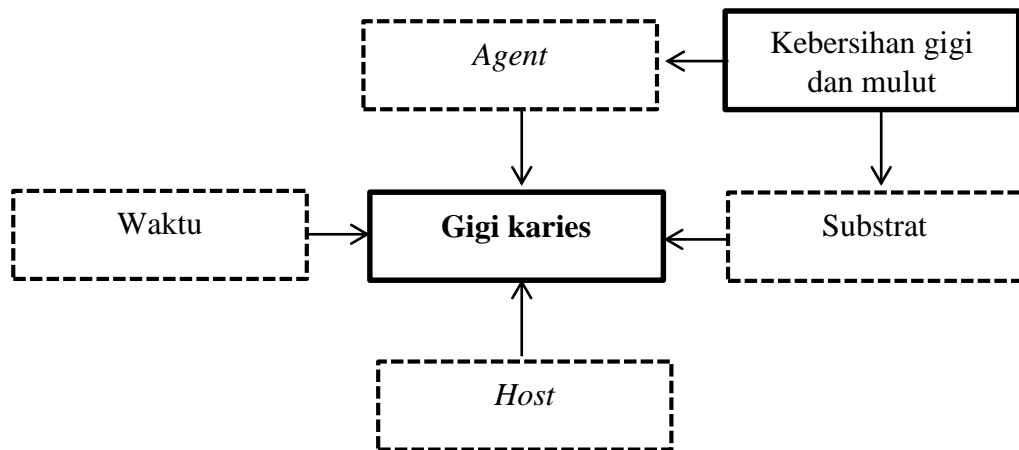 Agent
Kebersihan gigi
dan mulut
Waktu
Gigi karies
Substrat
Host